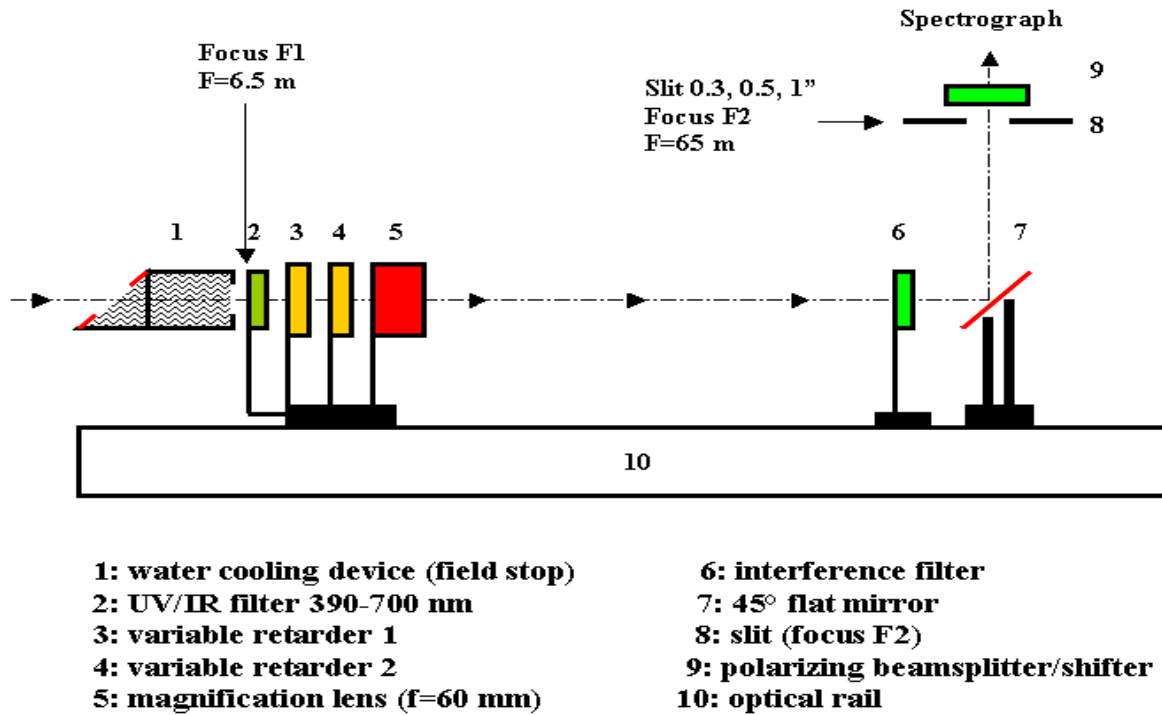 Spectrograph
Focus F1
F=6.5 m
9
Slit 0.3, 0.5, 1”
Focus F2
F=65 m
8
1
2
3
4
5
6
7
10
1: water cooling device (field stop)
2: UV/IR filter 390-700 nm
3: variable retarder 1
4: variable retarder 2
5: magnification lens (f=60 mm)
6: interference filter
7: 45° flat mirror
8: slit (focus F2)
9: polarizing beamsplitter/shifter
10: optical rail